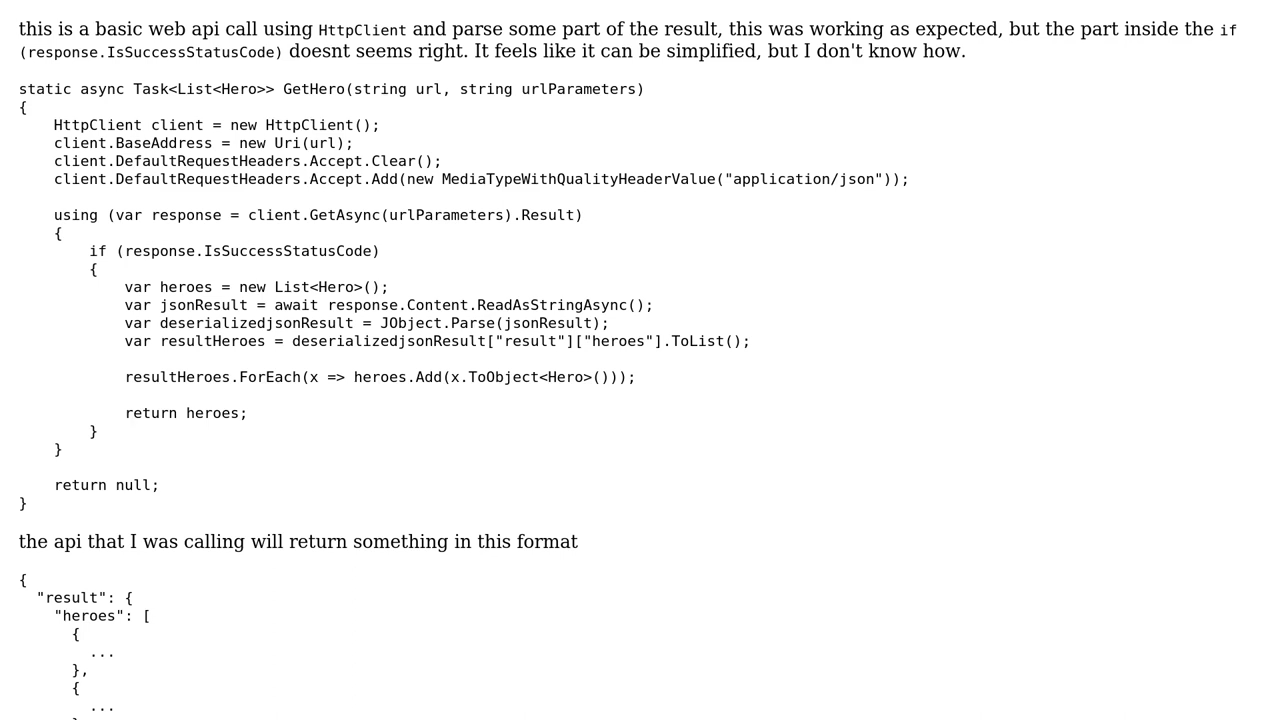 this is a basic web api call using HttpClient and parse some part of the result, this was working as expected, but the part inside the if
(response.IsSuccessStatusCode) doesnt seems right. It feels like it can be simplified, but I don't know how.
static async Task<List<Hero>> GetHero(string url, string urlParameters)
{
    HttpClient client = new HttpClient();
    client.BaseAddress = new Uri(url);
    client.DefaultRequestHeaders.Accept.Clear();
    client.DefaultRequestHeaders.Accept.Add(new MediaTypeWithQualityHeaderValue("application/json"));
    using (var response = client.GetAsync(urlParameters).Result)
    {
        if (response.IsSuccessStatusCode)
        {
            var heroes = new List<Hero>();
            var jsonResult = await response.Content.ReadAsStringAsync();
            var deserializedjsonResult = JObject.Parse(jsonResult);
            var resultHeroes = deserializedjsonResult["result"]["heroes"].ToList();
            resultHeroes.ForEach(x => heroes.Add(x.ToObject<Hero>()));
            return heroes;
        }
    }
    return null;
}
the api that I was calling will return something in this format
{
  "result": {
    "heroes": [
      {
        ...
      },
      {
        ...